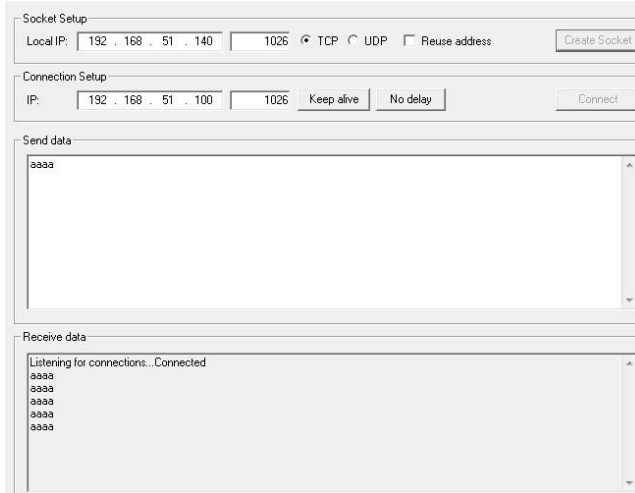 Socket Setup
Local IP: 192 . 168 . 51 . 140 1026 TCP UDP Reuse address Create Socket
Connection Setup
IP: 192 . 168 . 51 . 100 1026 Keep alive No delay Connect
Send data
aaaa
Receive data
Listening for connections...Connected
aaaa
aaaa
aaaa
aaaa
aaaa